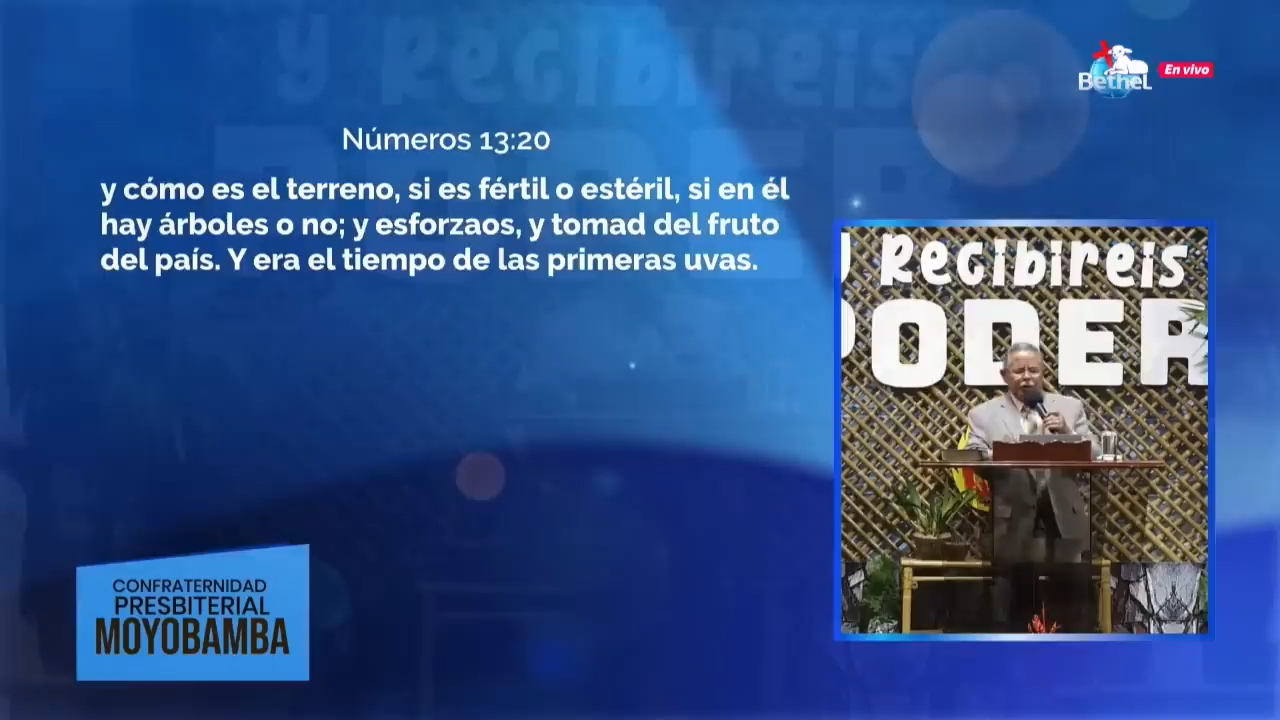 Y Recibireis
PODER
Bethel
En vivo
Números 13:20
y cómo es el terreno, si es fértil o estéril, si en él
hay árboles o no; y esforzaos, y tomad del fruto
del país. Y era el tiempo de las primeras uvas.
Y Recibireis
PODER
CONFRATERNIDAD
PRESBITERIAL
MOYOBAMBA